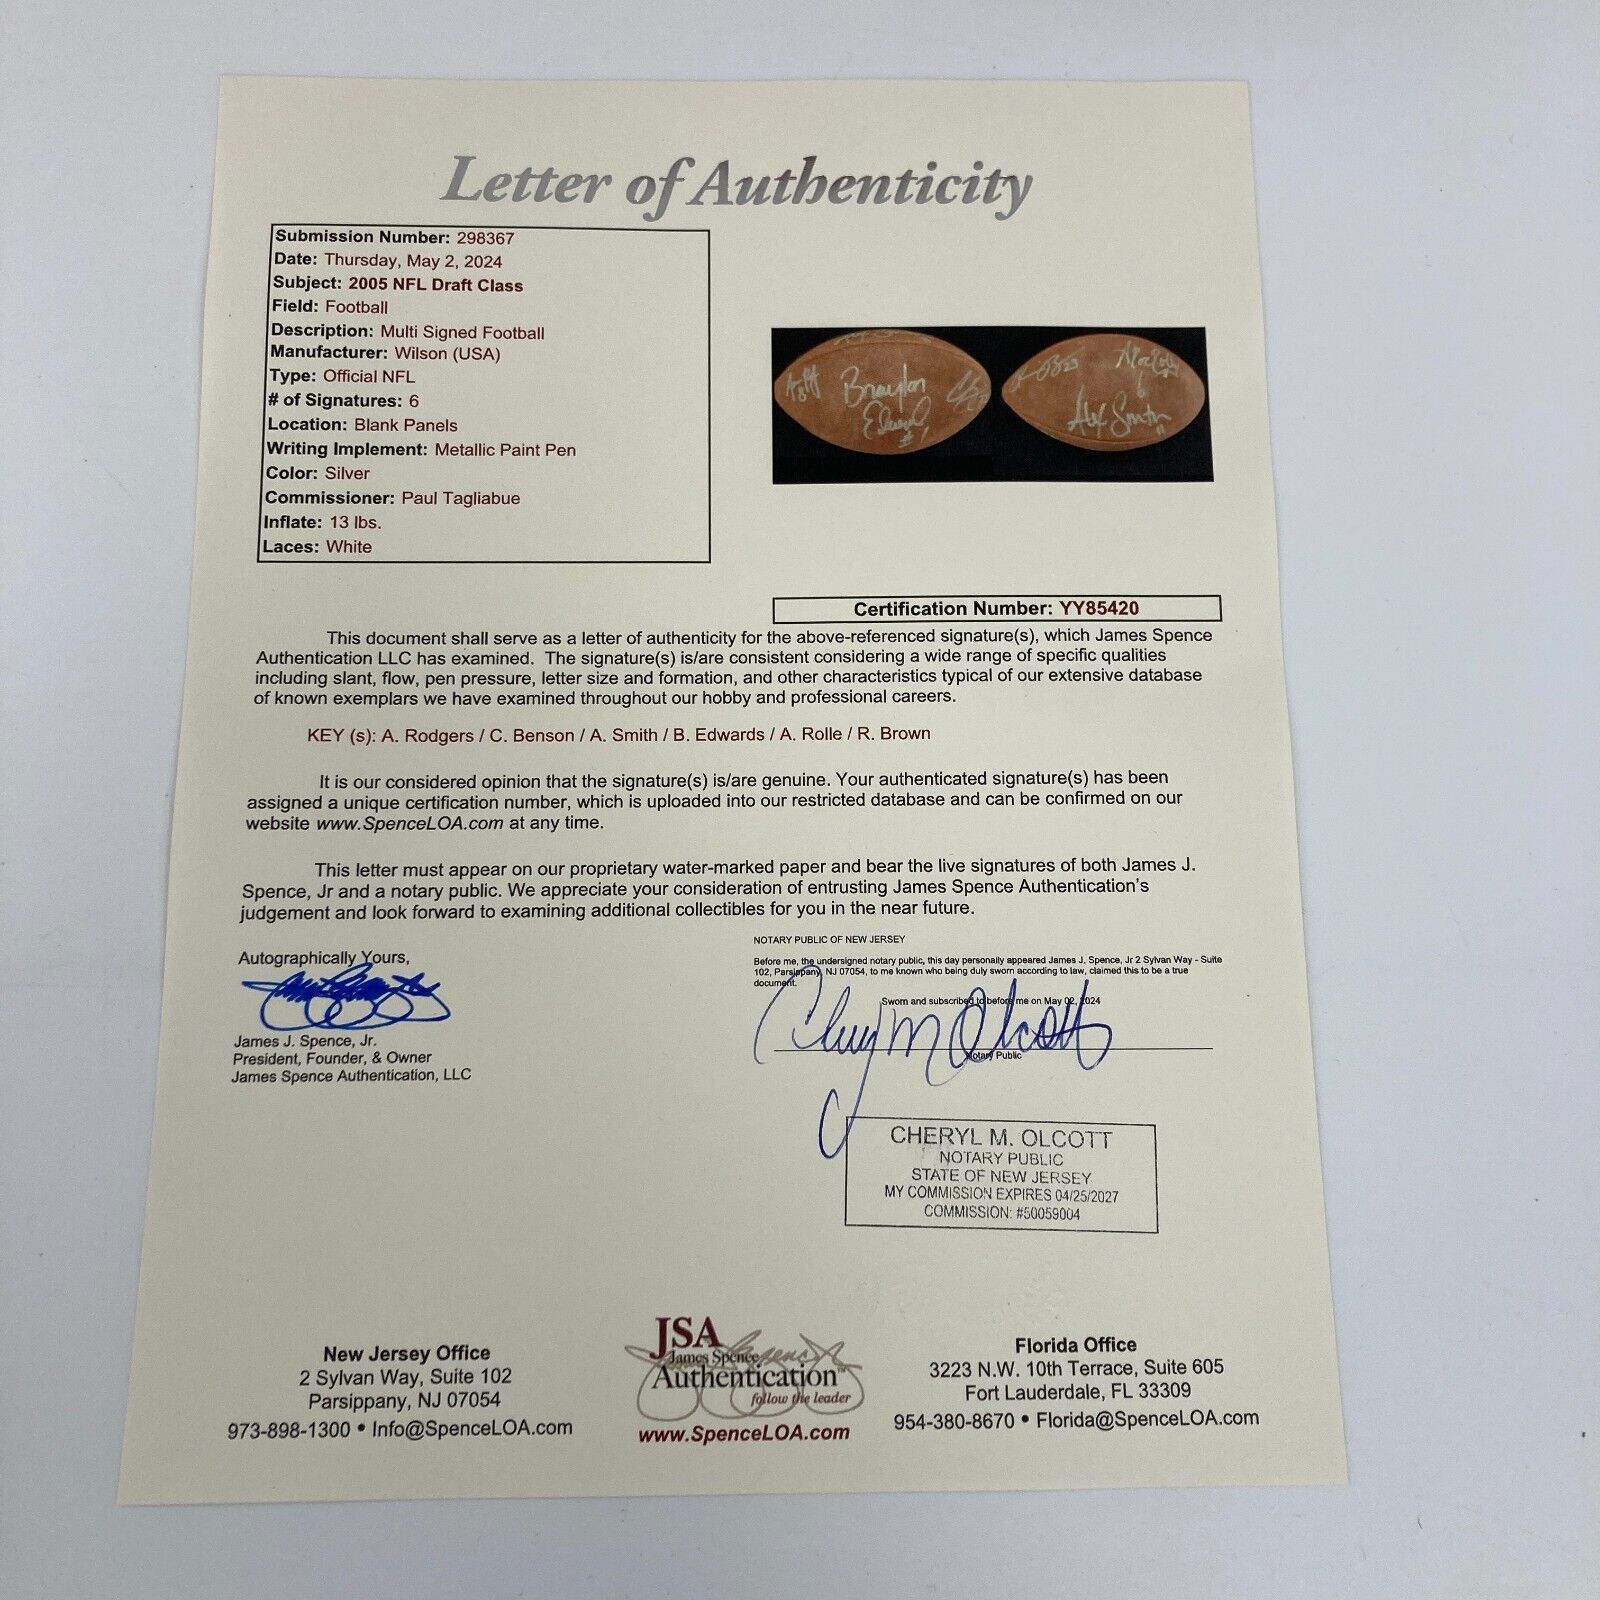 Letter of Authenticity
Submission Number: 298367
Date: Thursday, May 2, 2024
Subject: 2005 NFL Draft Class
Field: Football
Description: Multi Signed Football
Manufacturer: Wilson (USA)
Type: Official NFL
# of Signatures: 6
Location: Blank Panels
Writing Implement: Metallic Paint Pen
Color: Silver
Commissioner: Paul Tagliabue
Inflate: 13 lbs.
Laces: White
Braylon
Edwards
#1
Alex Smith
11
Certification Number: YY85420
This document shall serve as a letter of authenticity for the above-referenced signature(s), which James Spence
Authentication LLC has examined. The signature(s) is/are consistent considering a wide range of specific qualities
including slant, flow, pen pressure, letter size and formation, and other characteristics typical of our extensive database
of known exemplars we have examined throughout our hobby and professional careers.
KEY (s): A. Rodgers / C. Benson / A. Smith / B. Edwards / A. Rolle / R. Brown
It is our considered opinion that the signature(s) is/are genuine. Your authenticated signature(s) has been
assigned a unique certification number, which is uploaded into our restricted database and can be confirmed on our
website www.SpenceLOA.com at any time.
This letter must appear on our proprietary water-marked paper and bear the live signatures of both James J.
Spence, Jr and a notary public. We appreciate your consideration of entrusting James Spence Authentication's
judgement and look forward to examining additional collectibles for you in the near future.
Autographically Yours,
James J. Spence, Jr.
President, Founder, & Owner
James Spence Authentication, LLC
NOTARY PUBLIC OF NEW JERSEY
Before me, the undersigned notary public, this day personally appeared James J. Spence, Jr 2 Sylvan Way - Suite
102, Parsippany, NJ 07054, to me known who being duly sworn according to law, claimed this to be a true
document.
Sworn and subscribed to before me on May 02, 2024
Cheryl M Olcott
Notary Public
CHERYL M. OLCOTT
NOTARY PUBLIC
STATE OF NEW JERSEY
MY COMMISSION EXPIRES 04/25/2027
COMMISSION: #50059004
New Jersey Office
2 Sylvan Way, Suite 102
Parsippany, NJ 07054
973-898-1300 • Info@SpenceLOA.com
JSA
James Spence
Authentication™
follow the leader
www.SpenceLOA.com
Florida Office
3223 N.W. 10th Terrace, Suite 605
Fort Lauderdale, FL 33309
954-380-8670 • Florida@SpenceLOA.com